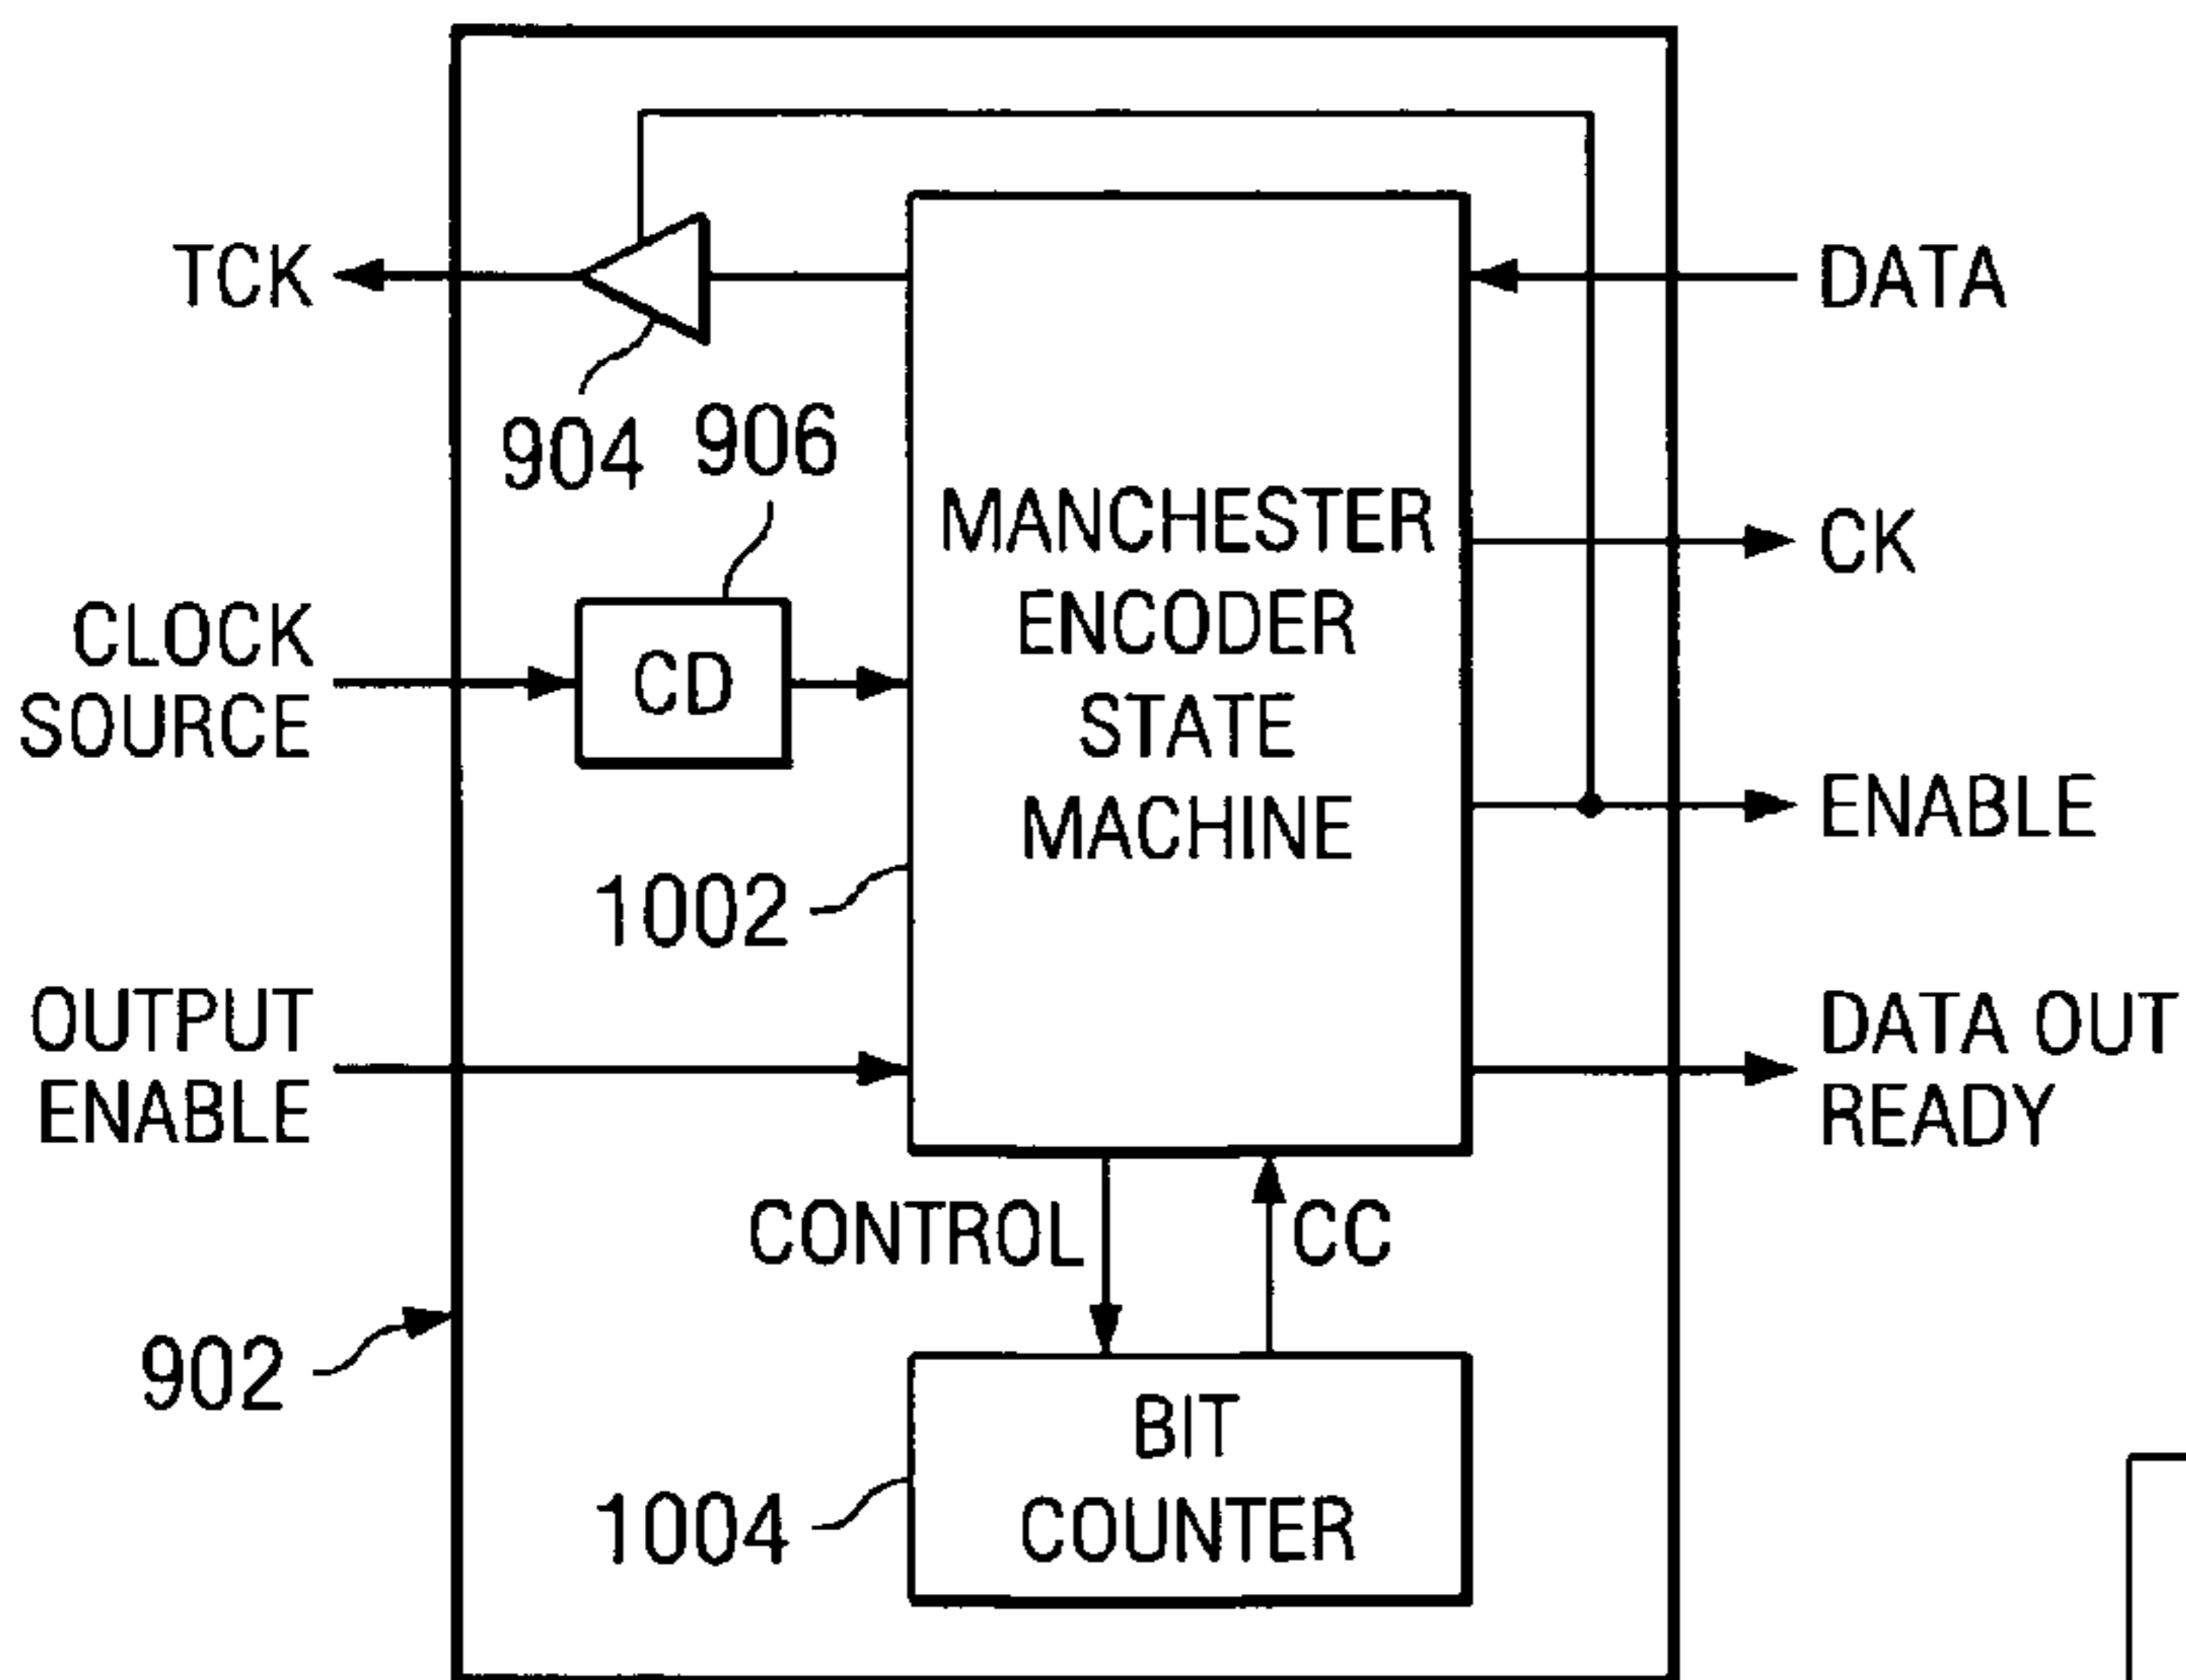 TCK
DATA
904
906
MANCHESTER
ENCODER
STATE
MACHINE
CK
CLOCK
SOURCE
CD
ENABLE
1002
OUTPUT
ENABLE
DATA OUT
READY
CONTROL
CC
902
BIT
COUNTER
1004